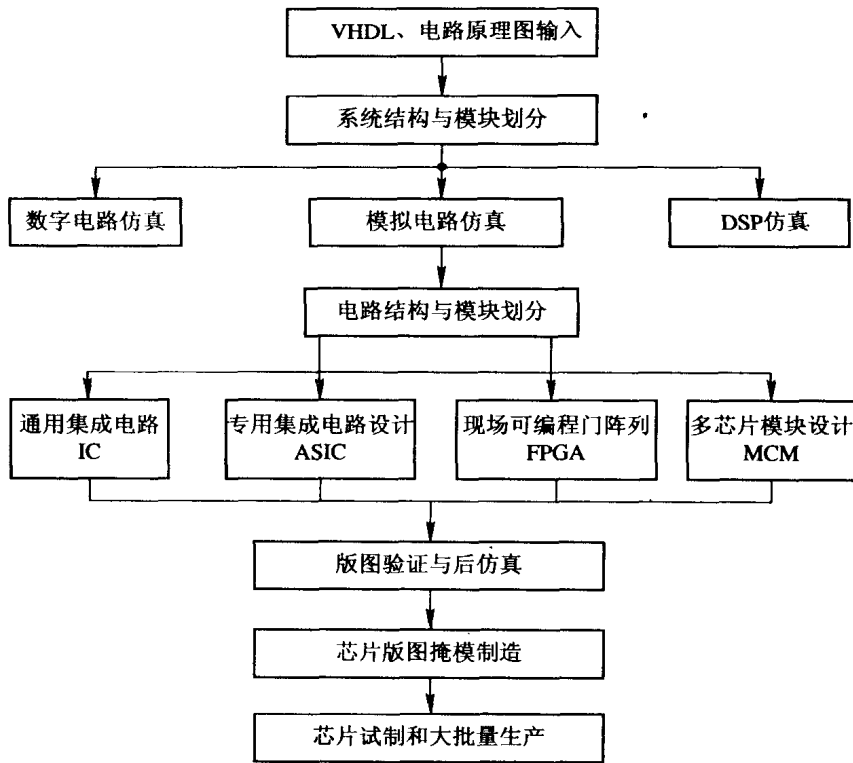 VHDL、电路原理图输入
系统结构与模块划分
数字电路仿真
模拟电路仿真
DSP仿真
电路结构与模块划分
通用集成电路
IC
专用集成电路设计
ASIC
现场可编程门阵列
FPGA
多芯片模块设计
MCM
版图验证与后仿真
芯片版图掩模制造
芯片试制和大批量生产